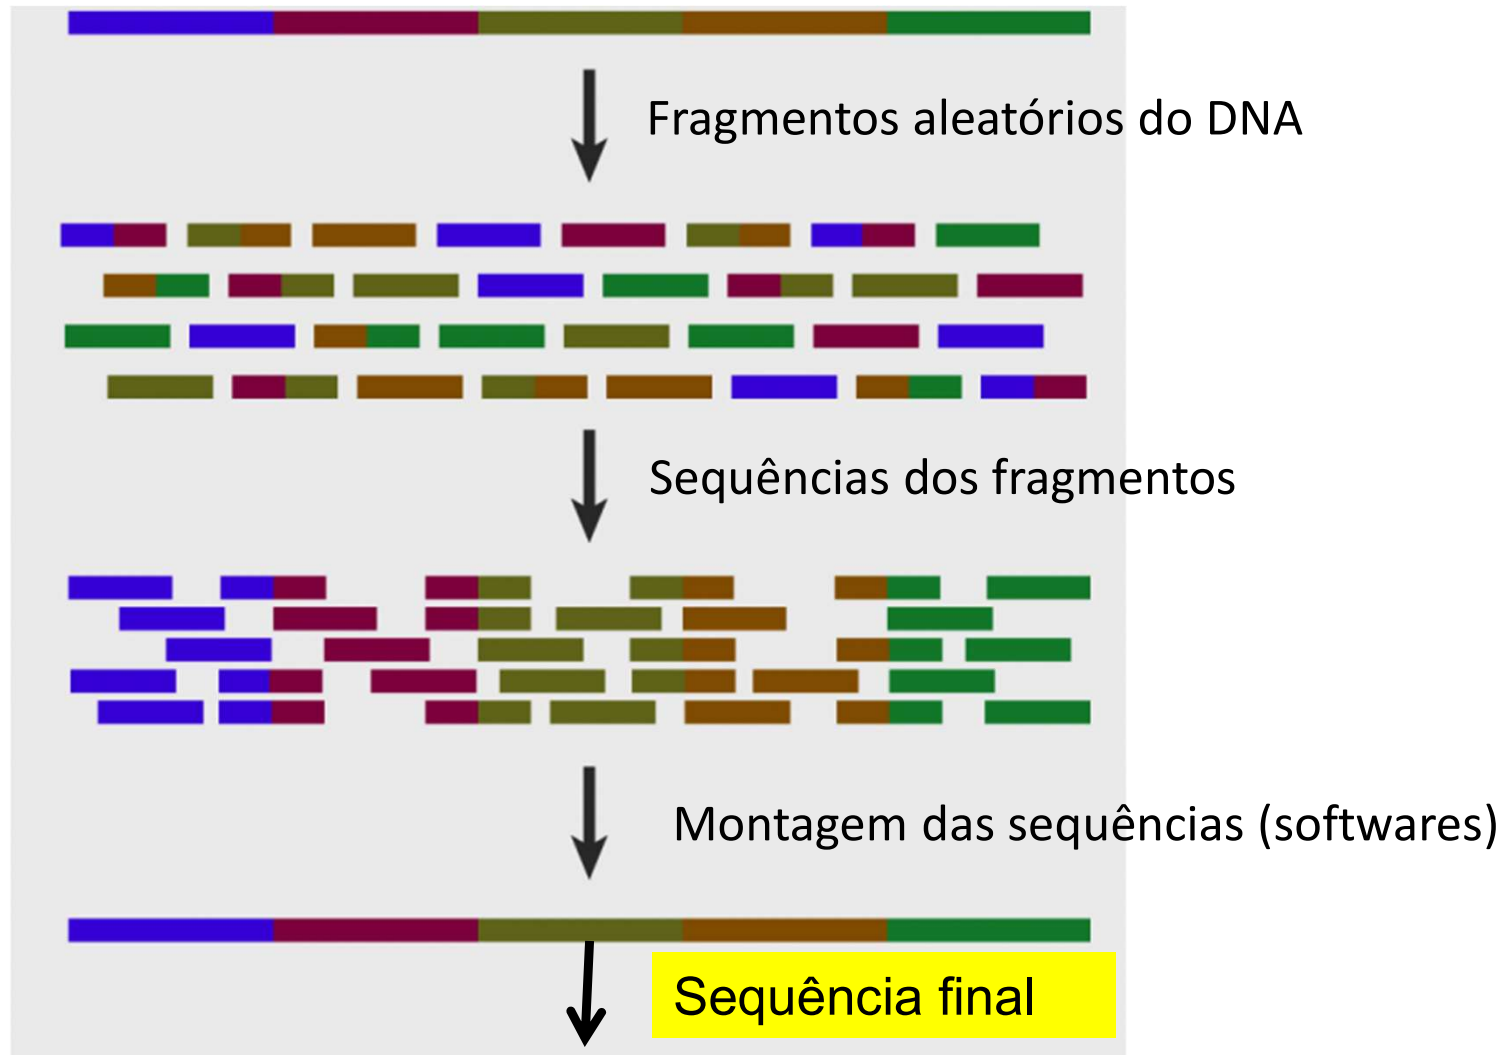 Fragmentos aleatórios do DNA
Sequências dos fragmentos
Montagem das sequências (softwares)
Sequência final